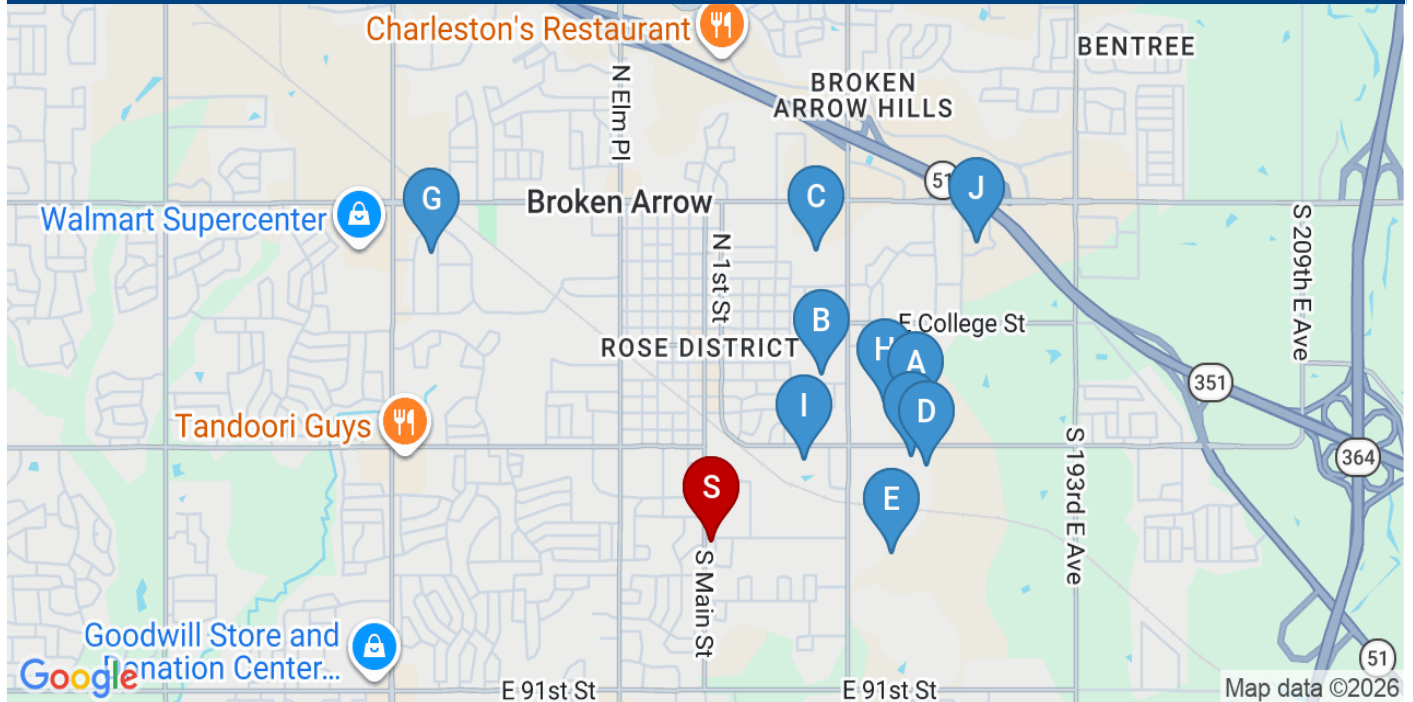 Charleston's Restaurant
BENTREE
BROKEN
ARROW HILLS
N Elm Pl
51
J
G
C
Broken Arrow
Walmart Supercenter
S 209th E Ave
N 1st St
B
E College St
ROSE DISTRICT
H
A
351
I
D
Tandoori Guys
364
S 193rd E Ave
S
E
S Main St
Goodwill Store and
Donation Center...
Google
51
E 91st St
E 91st St
Map data ©2026